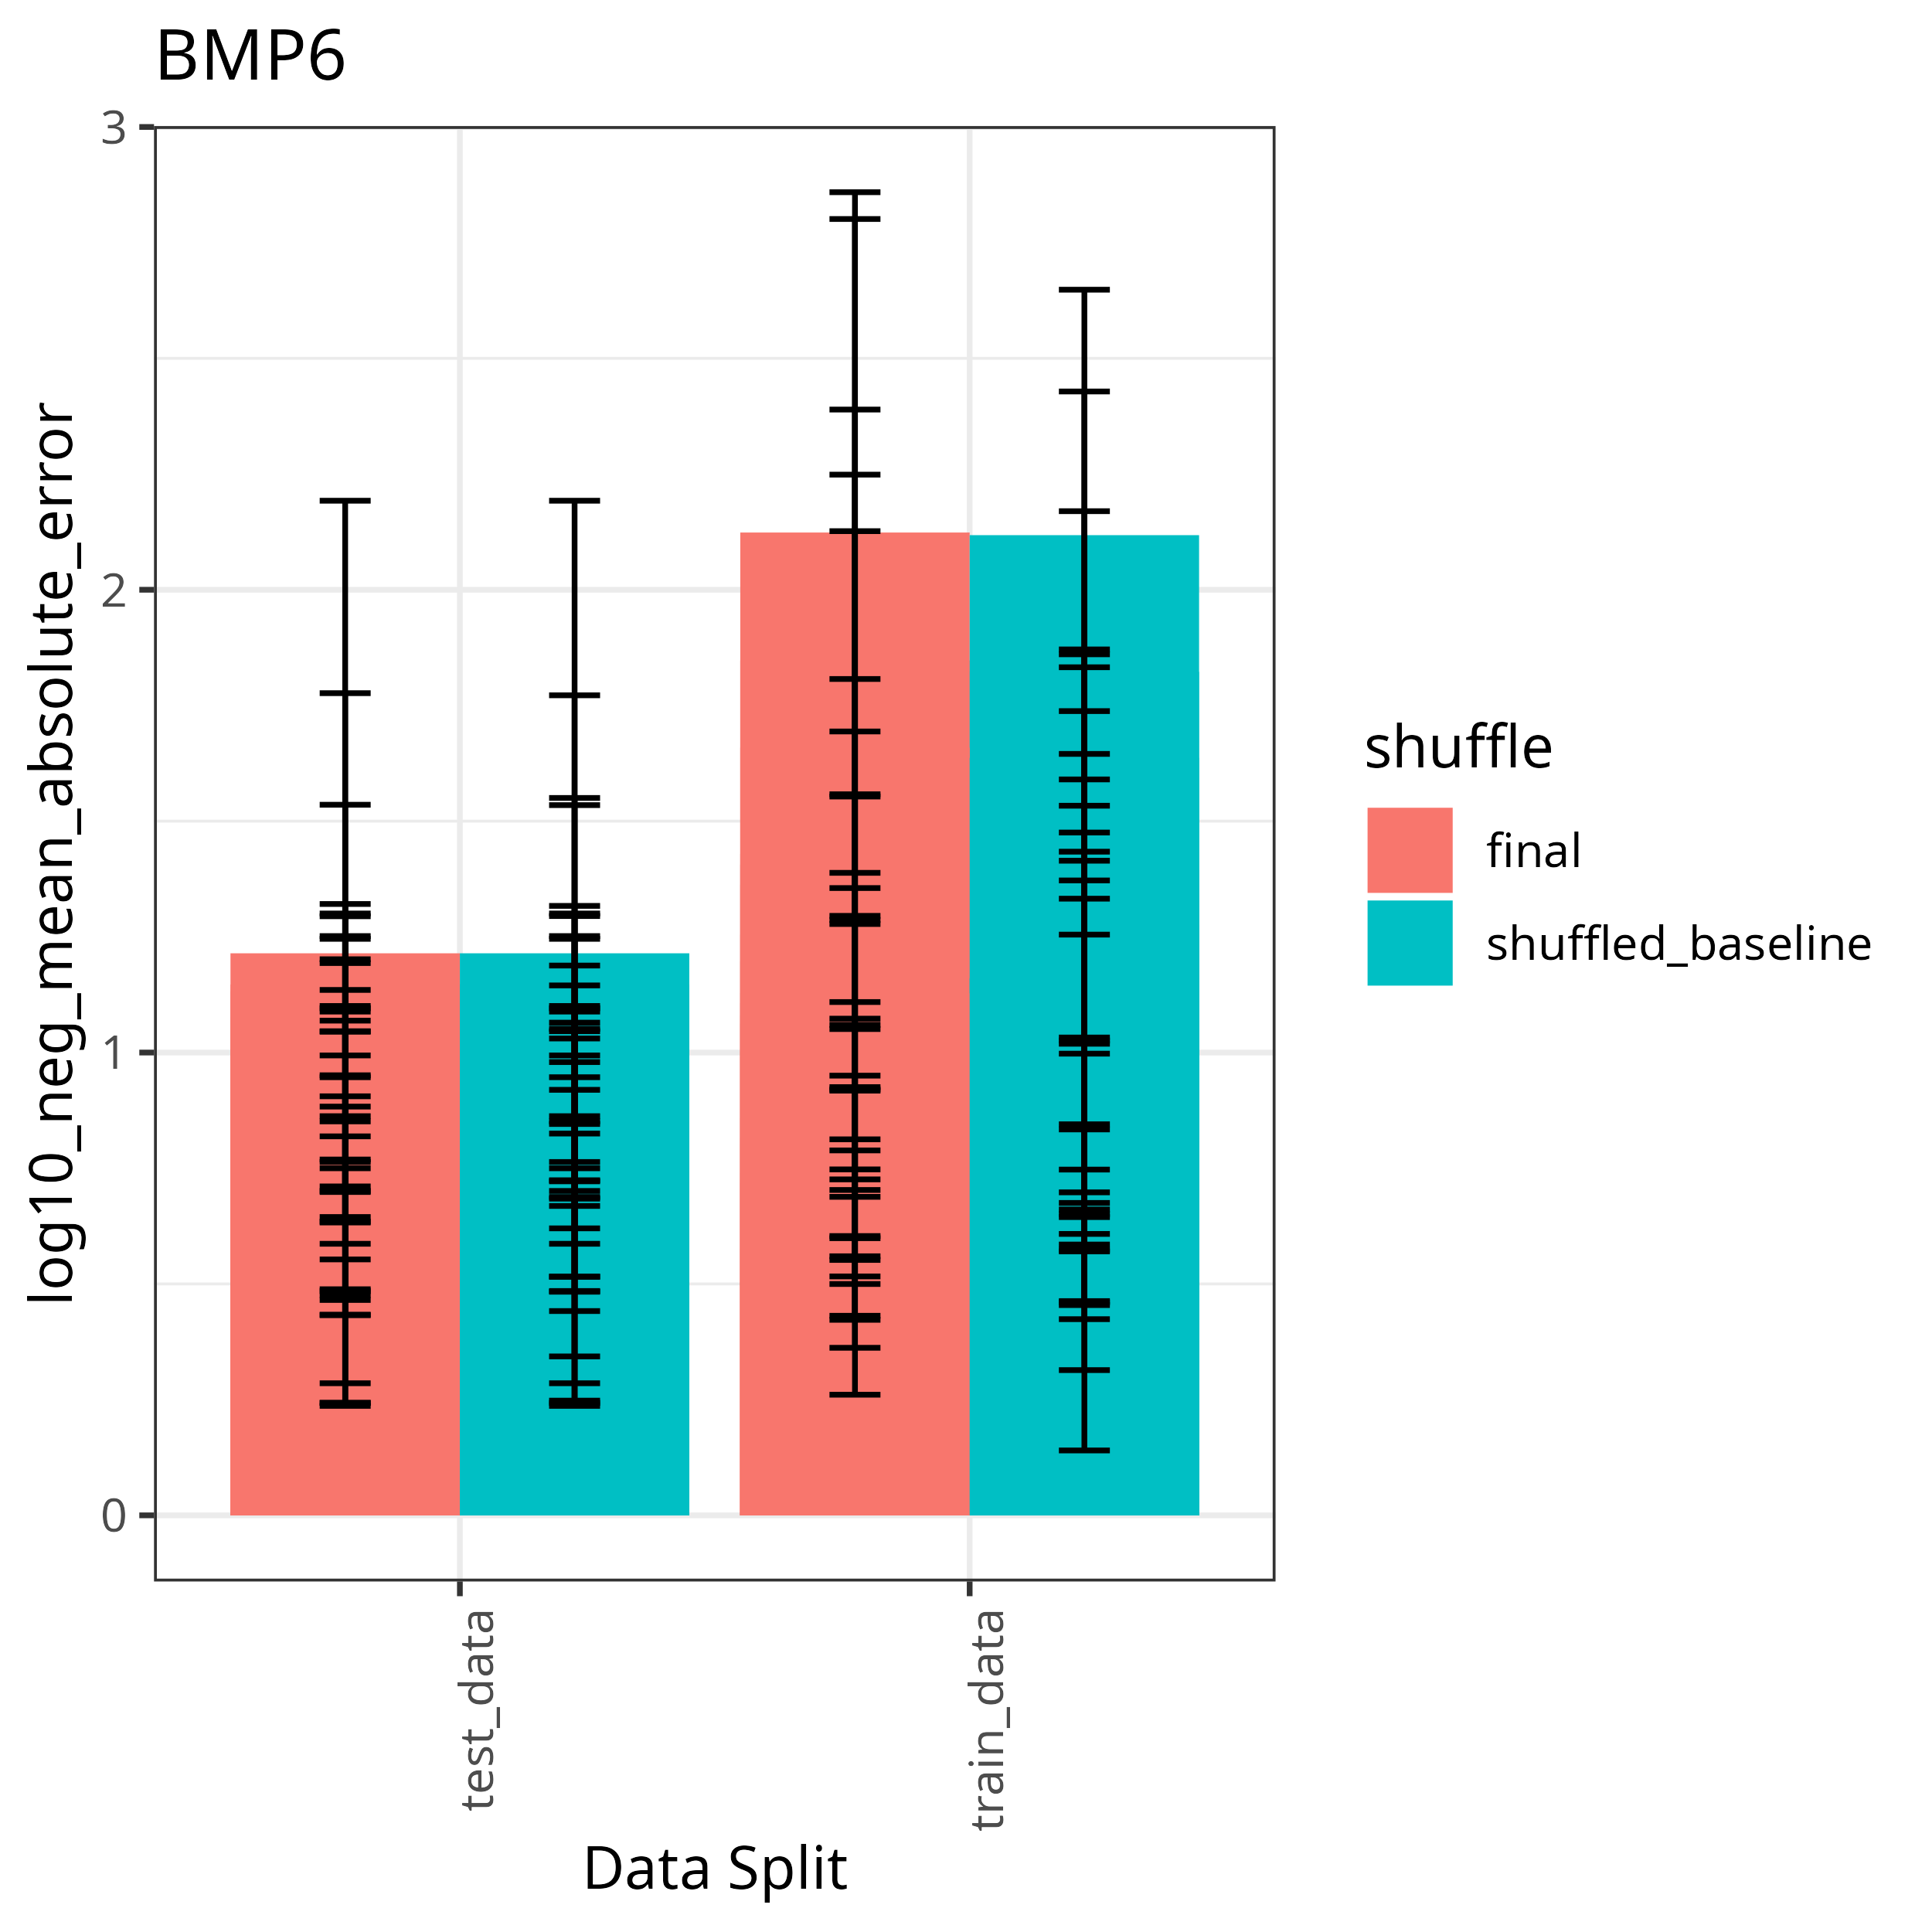 BMP6
log10_neg_mean_absolute_error
3
2
1
0
test_data
train_data
Data Split
shuffle
final
shuffled_baseline